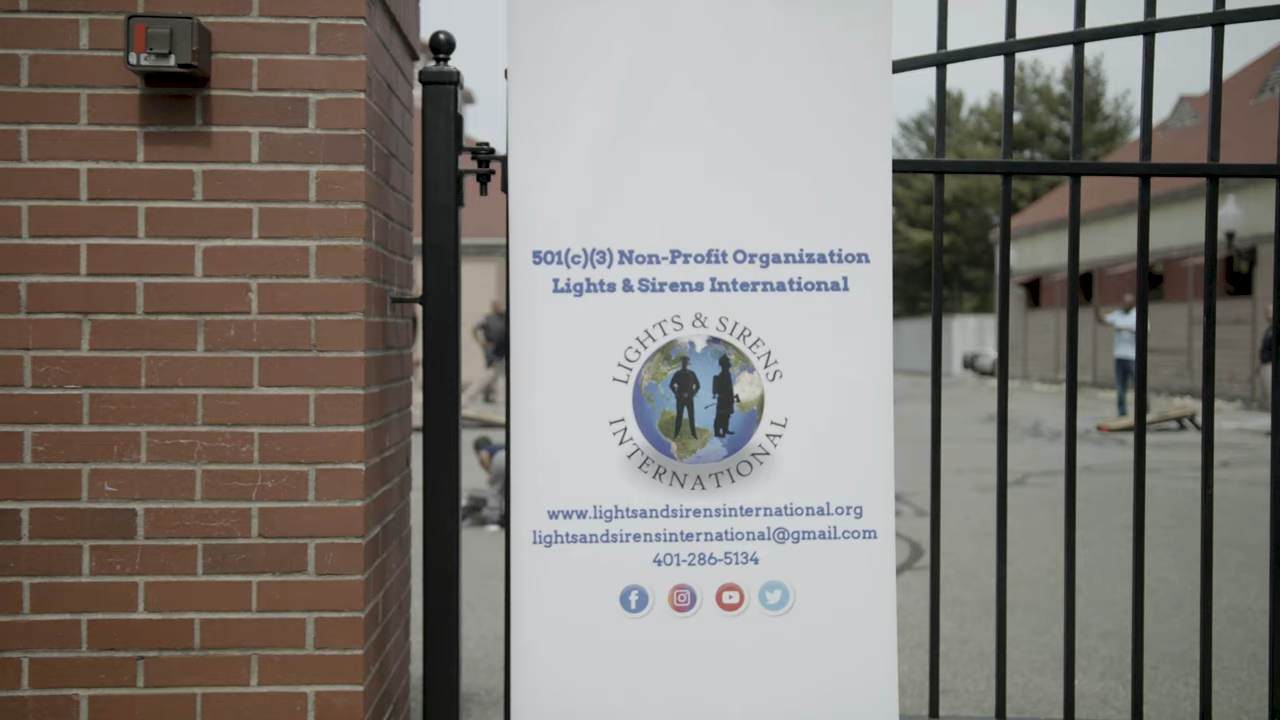 501(c)(3) Non-Profit Organization
Lights & Sirens International
LIGHTS & SIRENS
INTERNATIONAL
www.lightsandsirensinternational.org
lightsandsirensinternational@gmail.com
401-286-5134